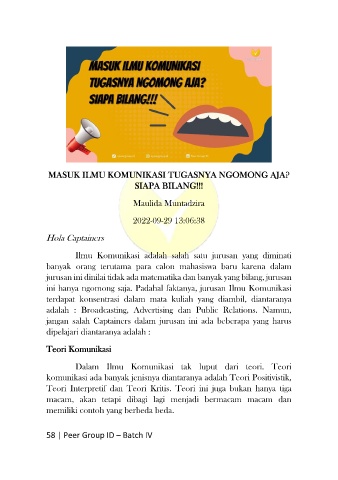 MASUK ILMU KOMUNIKASI
TUGASNYA NGOMONG AJA?
SIAPA BILANG!!!
MASUK ILMU KOMUNIKASI TUGASNYA NGOMONG AJA?
SIAPA BILANG!!!
Maulida Muntadzira
2022-09-29 13:06:38
Hola Captainers
Ilmu Komunikasi adalah salah satu jurusan yang diminati
banyak orang terutama para calon mahasiswa baru karena dalam
jurusan ini dinilai tidak ada matematika dan banyak yang bilang, jurusan
ini hanya ngomong saja. Padahal faktanya, jurusan Ilmu Komunikasi
terdapat konsentrasi dalam mata kuliah yang diambil, diantaranya
adalah : Broadcasting, Advertising dan Public Relations. Namun,
jangan salah Captainers dalam jurusan ini ada beberapa yang harus
dipelajari diantaranya adalah :
Teori Komunikasi
Dalam Ilmu Komunikasi tak luput dari teori. Teori
komunikasi ada banyak jenisnya diantaranya adalah Teori Positivistik,
Teori Interpretif dan Teori Kritis. Teori ini juga bukan hanya tiga
macam, akan tetapi dibagi lagi menjadi bermacam macam dan
memiliki contoh yang berbeda beda.
58 | Peer Group ID – Batch IV